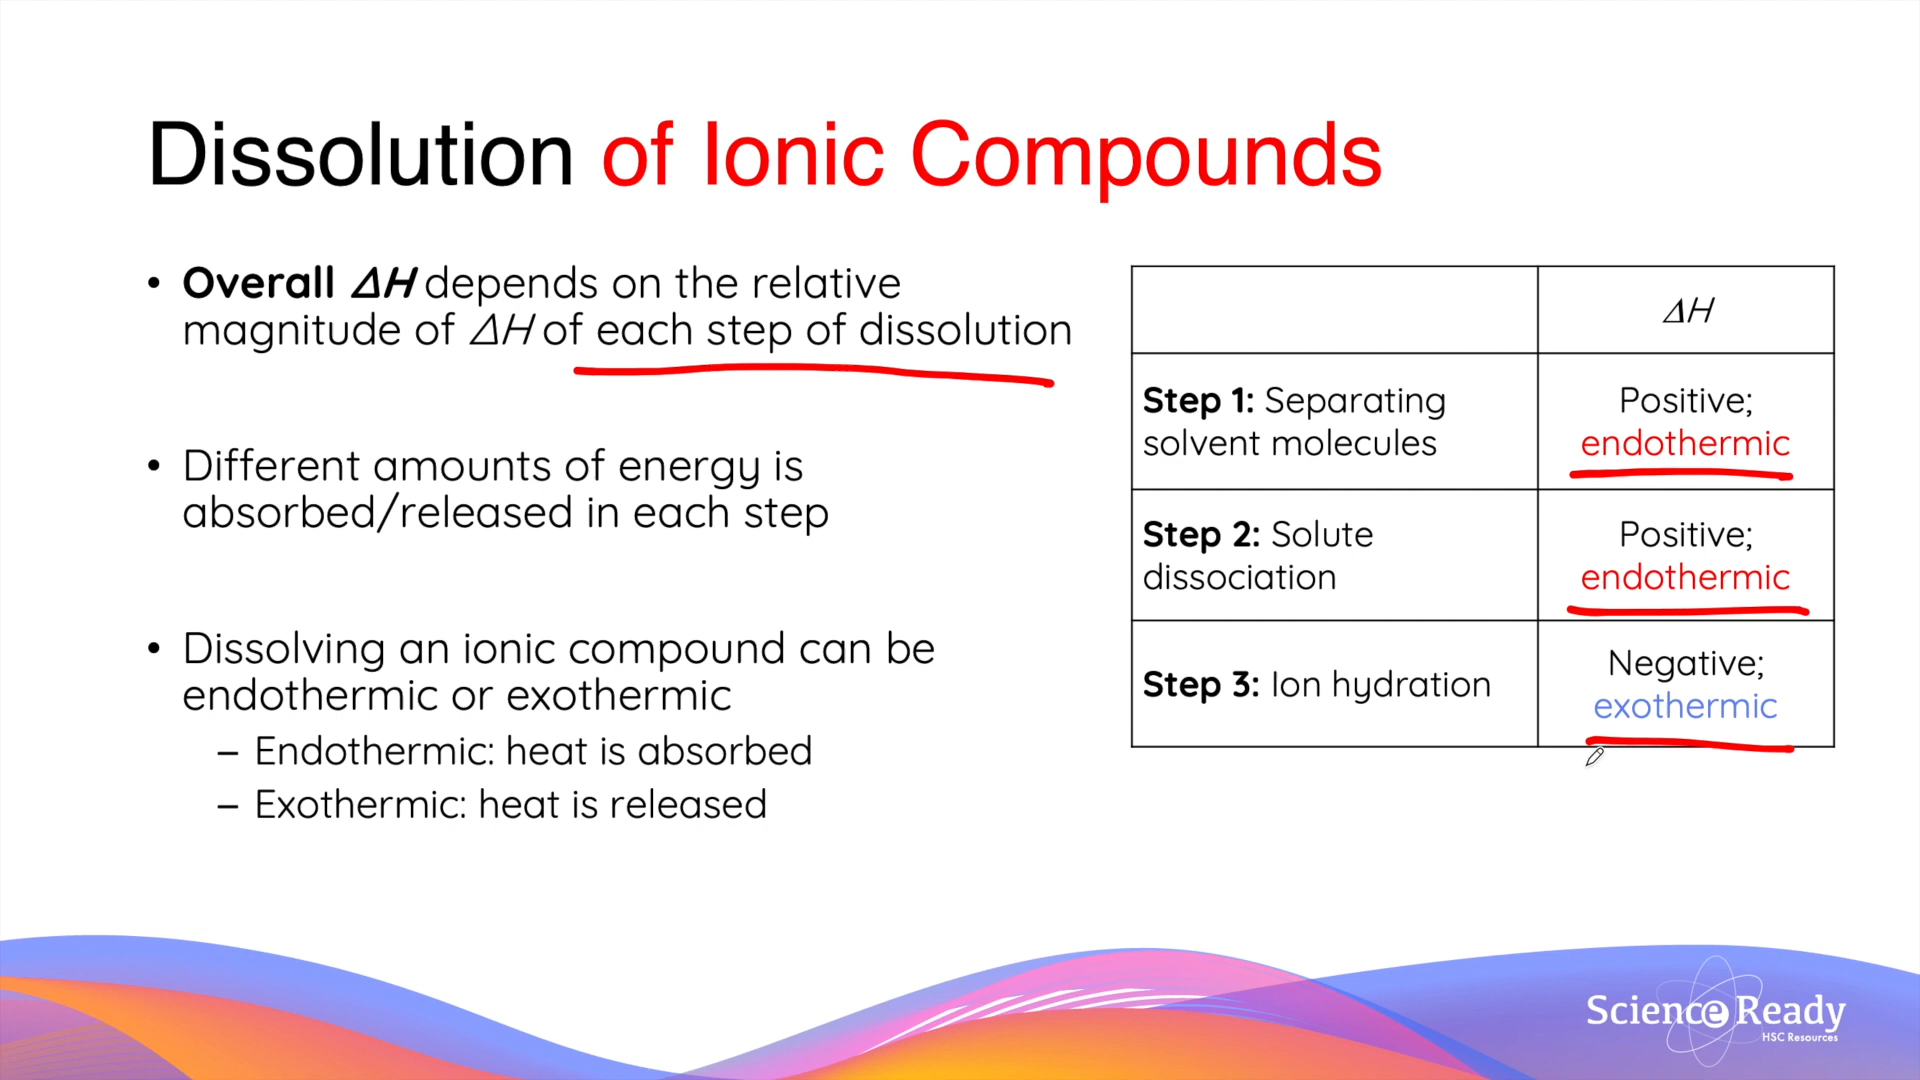 Dissolution of Ionic Compounds
• Overall ΔH depends on the relative
magnitude of ΔH of each step of dissolution
• Different amounts of energy is
absorbed/released in each step
• Dissolving an ionic compound can be
endothermic or exothermic
– Endothermic: heat is absorbed
– Exothermic: heat is released
ΔH
Step 1: Separating
solvent molecules
Positive;
endothermic
Step 2: Solute
dissociation
Positive;
endothermic
Step 3: Ion hydration
Negative;
exothermic
Science Ready
HSC Resources